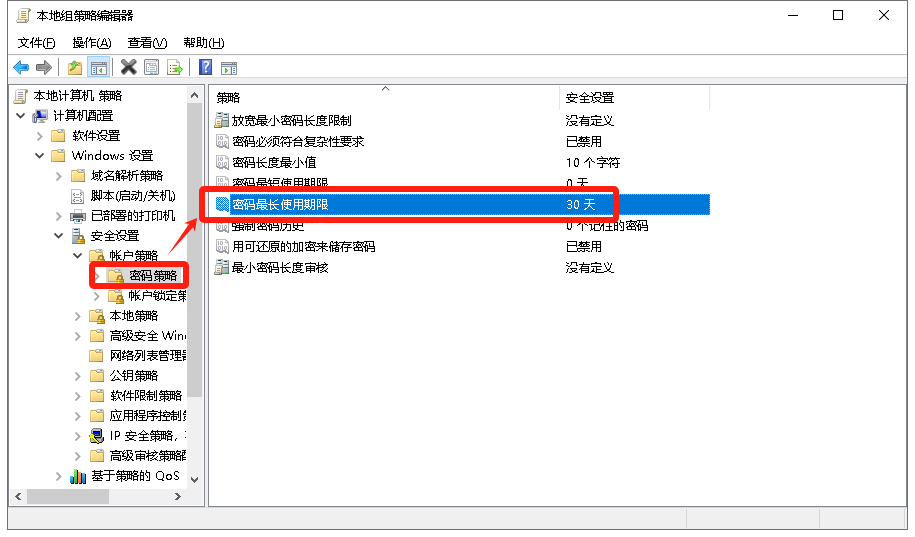 本地组策略编辑器
文件(F) 操作(A) 查看(V) 帮助(H)
本地计算机 策略
计算机配置
软件设置
Windows 设置
域名解析策略
脚本(启动/关机)
已部署的打印机
安全设置
帐户策略
密码策略
帐户锁定策
本地策略
高级安全 Wind
网络列表管理器
公钥策略
软件限制策略
应用程序控制策
IP 安全策略，
高级审核策略配
基于策略的 QoS
策略 安全设置
放宽最小密码长度限制 没有定义
密码必须符合复杂性要求 已禁用
密码长度最小值 10 个字符
密码最短使用期限 0 天
密码最长使用期限 30 天
强制密码历史 0 个记住的密码
用可还原的加密来储存密码 已禁用
最小密码长度审核 没有定义